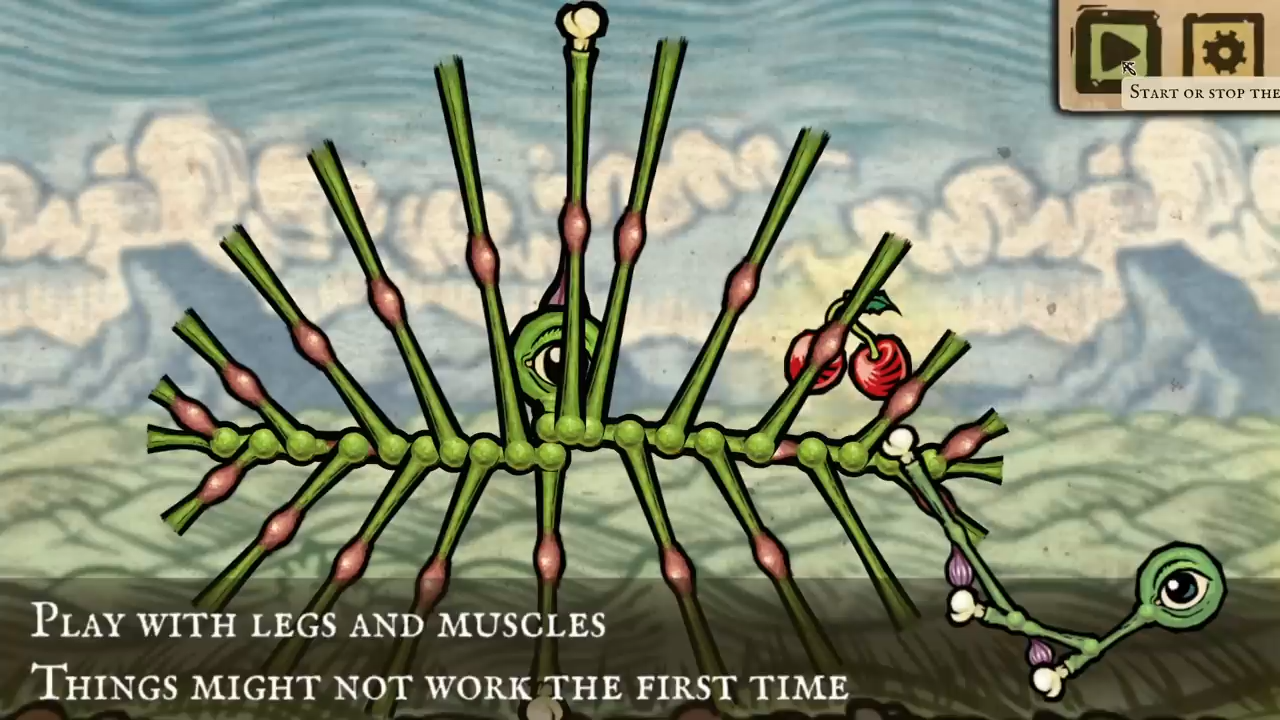 Start or stop the
Play with legs and muscles
Things might not work the first time